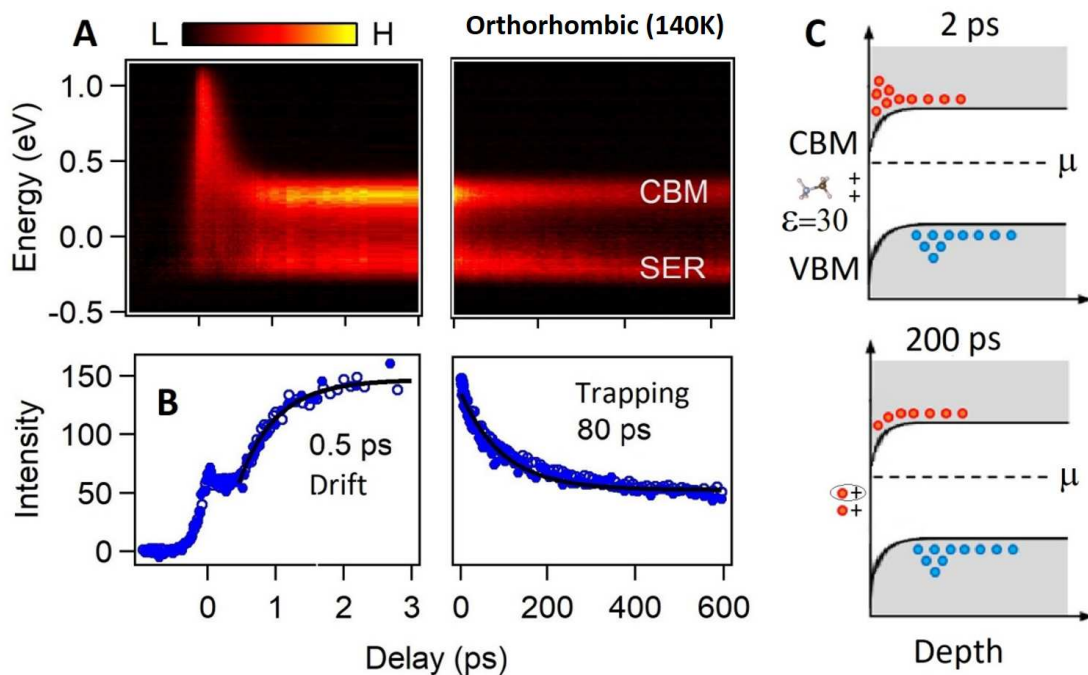 A
L
H
Orthorhombic (140K)
Energy (eV)
1.0
0.5
0.0
-0.5
CBM
SER
B
Intensity
150
100
50
0
0.5 ps
Drift
Trapping
80 ps
0 1 2 3
0 200 400 600
Delay (ps)
C
2 ps
CBM
μ
+
+
ε=30
VBM
200 ps
μ
+
+
Depth